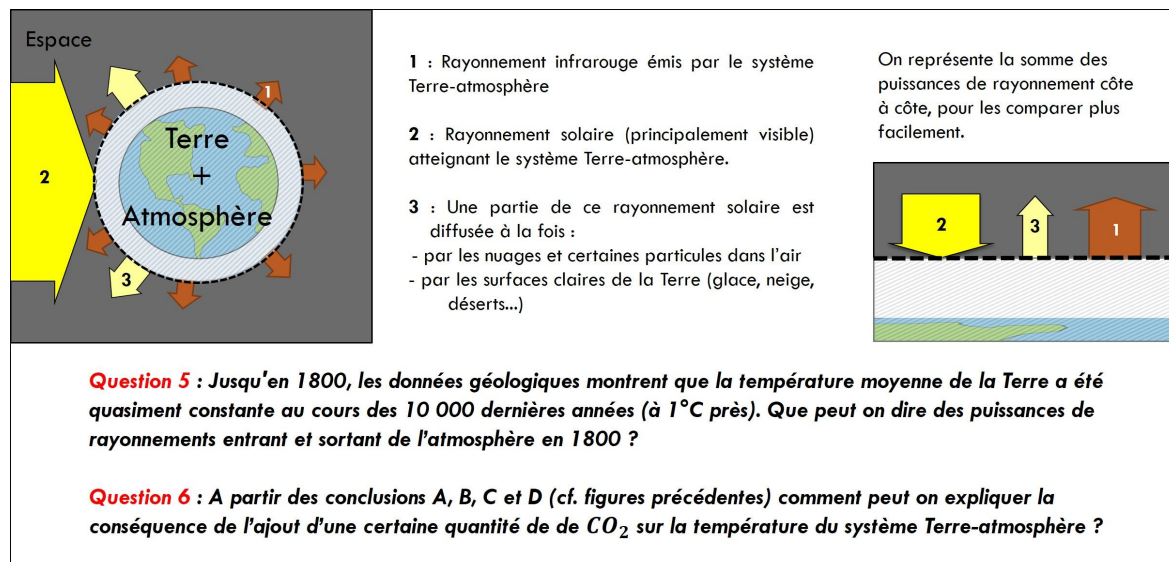 Espace
1
2
Terre
+
Atmosphère
3
1 : Rayonnement infrarouge émis par le système
Terre-atmosphère
2 : Rayonnement solaire (principalement visible)
atteignant le système Terre-atmosphère.
3 : Une partie de ce rayonnement solaire est
diffusée à la fois :
- par les nuages et certaines particules dans l'air
- par les surfaces claires de la Terre (glace, neige,
déserts...)
On représente la somme des
puissances de rayonnement côte
à côte, pour les comparer plus
facilement.
2
3
1
Question 5 : Jusqu'en 1800, les données géologiques montrent que la température moyenne de la Terre a été
quasiment constante au cours des 10 000 dernières années (à 1°C près). Que peut on dire des puissances de
rayonnements entrant et sortant de l'atmosphère en 1800 ?
Question 6 : A partir des conclusions A, B, C et D (cf. figures précédentes) comment peut on expliquer la
conséquence de l'ajout d'une certaine quantité de de CO₂ sur la température du système Terre-atmosphère ?